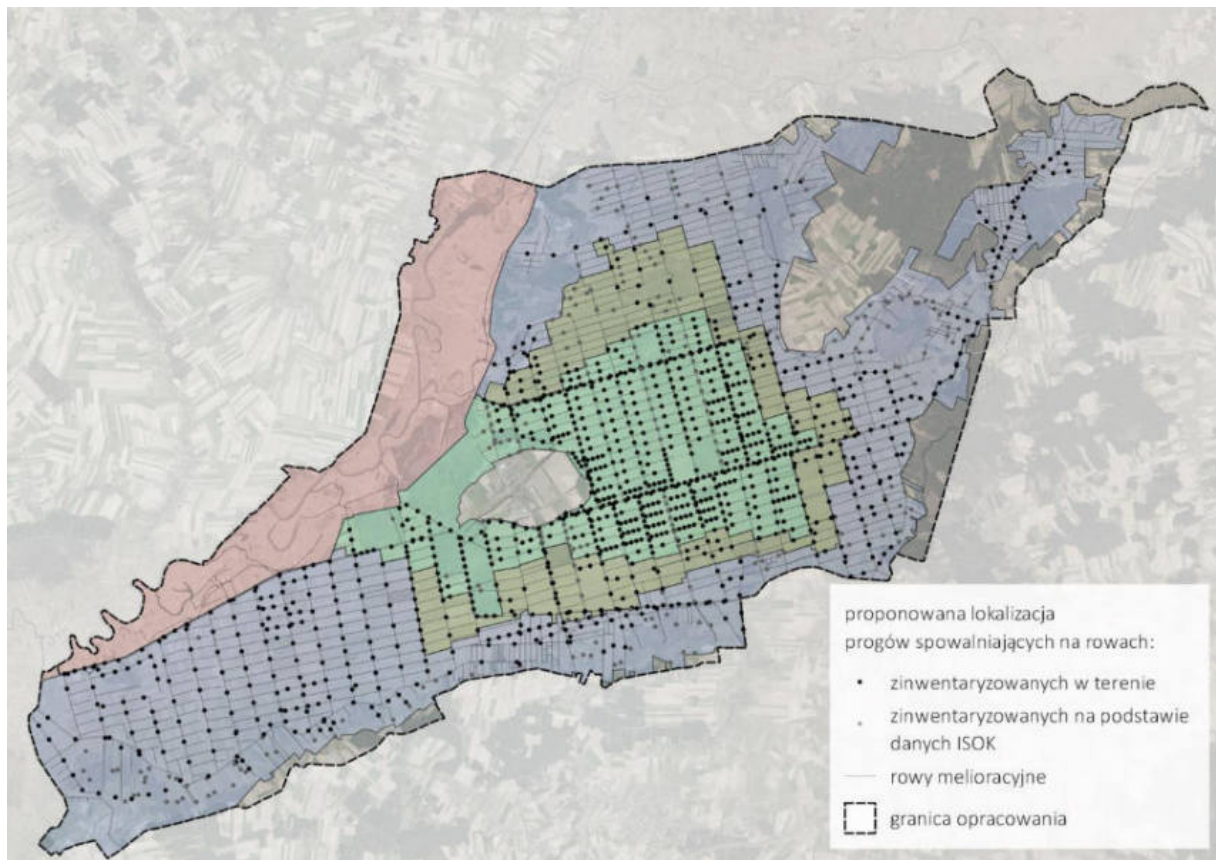 proponowana lokalizacja
progów spowalniających na rowach:
zinwentaryzowanych w terenie
zinwentaryzowanych na podstawie
danych ISOK
rowy melioracyjne
granica opracowania